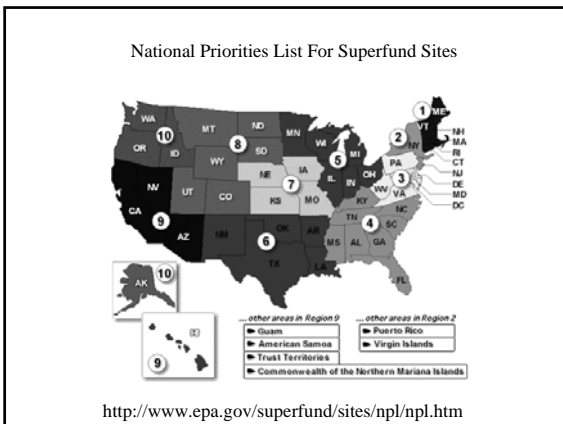 National Priorities List For Superfund Sites
1
ME
WA
MT
ND
MN
VT
NH
10
2
MA
OR
ID
8
SD
WI
MI
NY
RI
WY
5
CT
PA
NJ
NE
IA
OH
3
DE
NV
UT
7
IL
IN
WV
VA
MD
CO
KS
MO
KY
DC
CA
9
NC
TN
4
AZ
NM
6
OK
AR
SC
MS
AL
GA
TX
LA
10
AK
FL
9
... other areas in Region 9
Guam
American Samoa
Trust Territories
Commonwealth of the Northern Mariana Islands
... other areas in Region 2
Puerto Rico
Virgin Islands
http://www.epa.gov/superfund/sites/npl/npl.htm